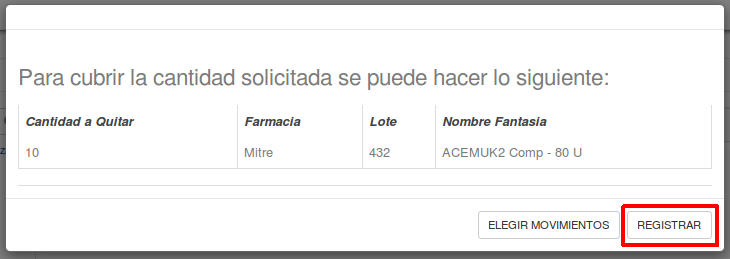 Para cubrir la cantidad solicitada se puede hacer lo siguiente:
Cantidad a Quitar Farmacia Lote Nombre Fantasia
10 Mitre 432 ACEMUK2 Comp - 80 U
ELEGIR MOVIMIENTOS REGISTRAR